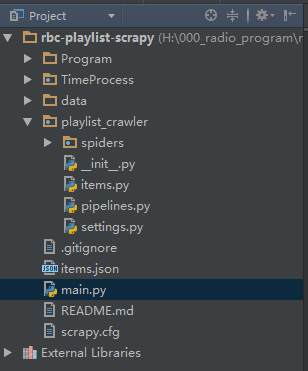 Project
rbc-playlist-scrapy (H:\000_radio_program\r
Program
TimeProcess
data
playlist_crawler
spiders
__init__.py
items.py
pipelines.py
settings.py
.gitignore
items.json
main.py
README.md
scrapy.cfg
External Libraries